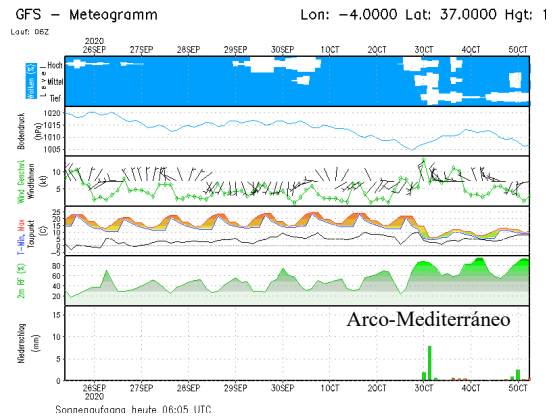 GFS – Meteogramm Lon: −4.0000 Lat: 37.0000 Hgt: 1
Lauf: 06Z
2020
26SEP 27SEP 28SEP 29SEP 30SEP 1OCT 2OCT 3OCT 4OCT 5OCT
Wolken (%)
Level
Hoch
Mittel
Tief
Bodendruck
(hPa)
1020
1015
1010
1005
Wind Geschw.
Windfahnen
(kt)
10
5
T−Min, Max
Taupunkt
(C)
25
20
15
10
5
0
−5
2m RF (%)
80
60
40
20
Niederschlag
(mm)
15
10
5
0
Arco-Mediterráneo
26SEP 27SEP 28SEP 29SEP 30SEP 1OCT 2OCT 3OCT 4OCT 5OCT
2020
Sonnenaufgang heute 06:05 UTC